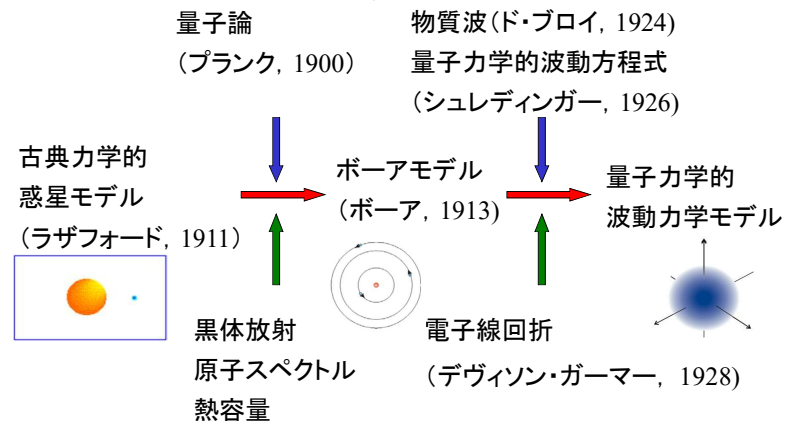 量子論
（プランク, 1900）
物質波(ド・ブロイ, 1924)
量子力学的波動方程式
（シュレディンガー, 1926)
古典力学的
惑星モデル
（ラザフォード, 1911）
ボーアモデル
（ボーア, 1913)
量子力学的
波動力学モデル
黒体放射
原子スペクトル
熱容量
電子線回折
（デヴィソン・ガーマー, 1928)